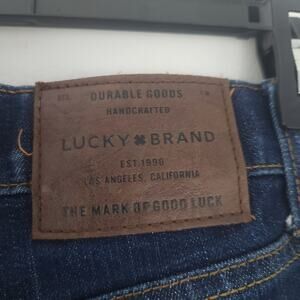 DURABLE GOODS
HANDCRAFTED
LUCKY BRAND
EST 1990
LOS ANGELES, CALIFORNIA
THE MARK OF GOOD LUCK